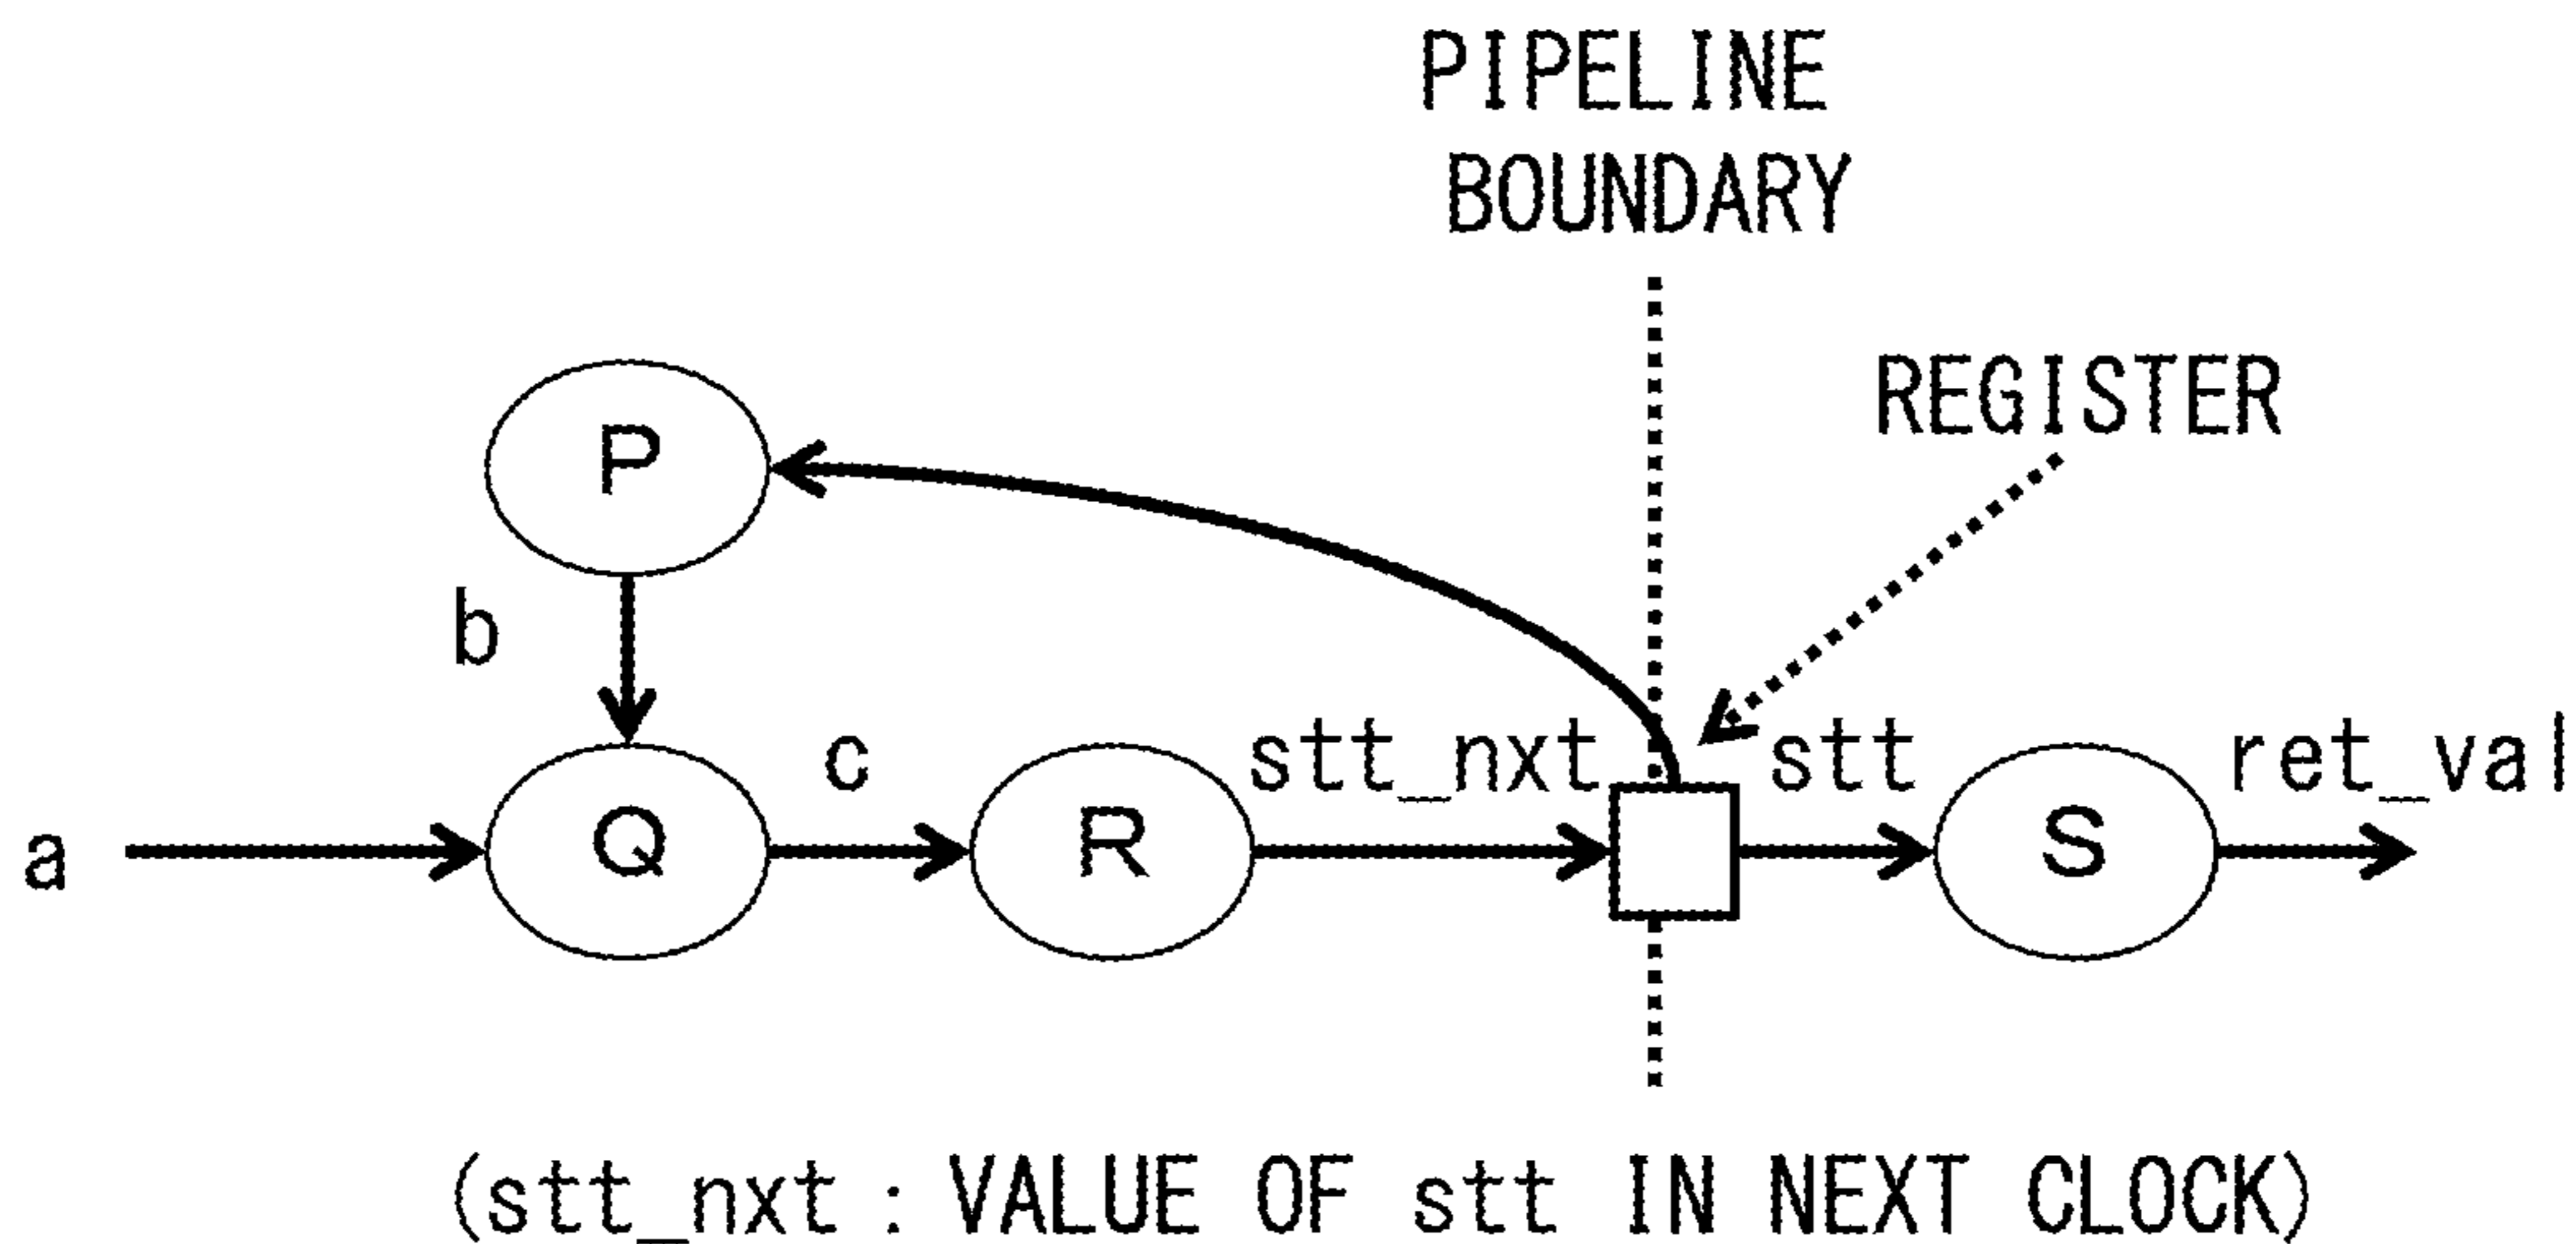 PIPELINE
BOUNDARY
REGISTER
P
b
c
stt_nxt
stt
ret_val
a
Q
R
S
(stt_nxt : VALUE OF stt IN NEXT CLOCK)